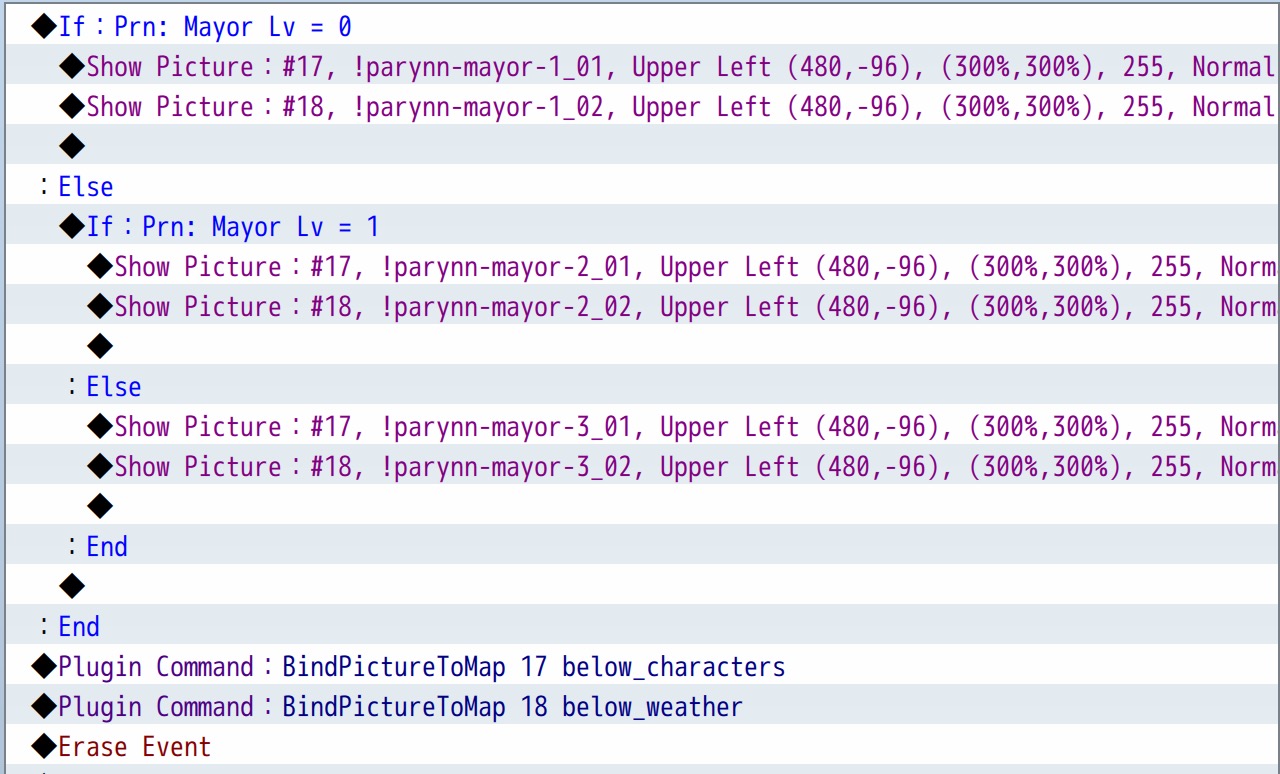 ◆If：Prn: Mayor Lv = 0
◆Show Picture：#17, !parynn-mayor-1_01, Upper Left (480,-96), (300%,300%), 255, Normal
◆Show Picture：#18, !parynn-mayor-1_02, Upper Left (480,-96), (300%,300%), 255, Normal
◆
：Else
◆If：Prn: Mayor Lv = 1
◆Show Picture：#17, !parynn-mayor-2_01, Upper Left (480,-96), (300%,300%), 255, Norm
◆Show Picture：#18, !parynn-mayor-2_02, Upper Left (480,-96), (300%,300%), 255, Norm
◆
：Else
◆Show Picture：#17, !parynn-mayor-3_01, Upper Left (480,-96), (300%,300%), 255, Norm
◆Show Picture：#18, !parynn-mayor-3_02, Upper Left (480,-96), (300%,300%), 255, Norm
◆
：End
◆
：End
◆Plugin Command：BindPictureToMap 17 below_characters
◆Plugin Command：BindPictureToMap 18 below_weather
◆Erase Event